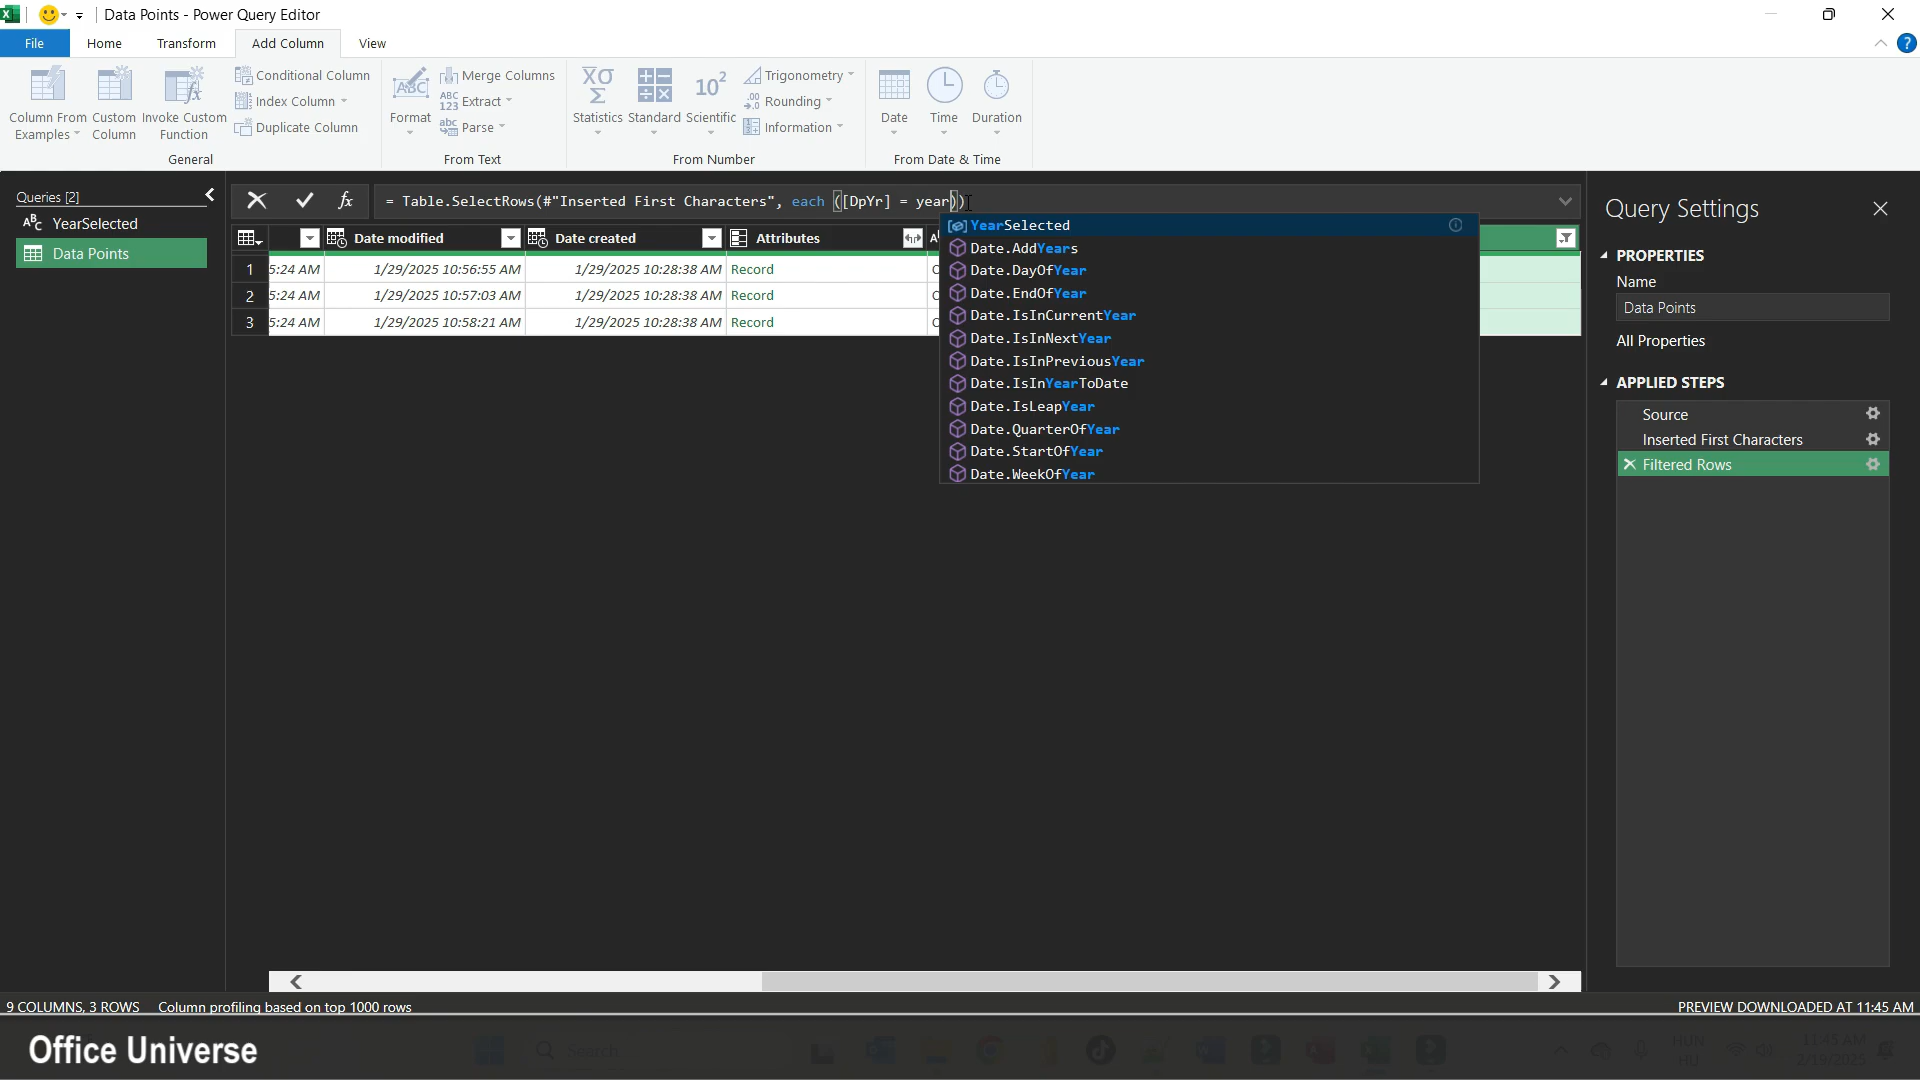 Data Points - Power Query Editor
File
Home
Transform
Add Column
View
Column From Examples
Custom Column
Invoke Custom Function
Conditional Column
Index Column
Duplicate Column
General
Format
Merge Columns
Extract
Parse
From Text
Statistics
Standard
Scientific
Trigonometry
Rounding
Information
From Number
Date
Time
Duration
From Date & Time
Queries [2]
YearSelected
Data Points
= Table.SelectRows(#"Inserted First Characters", each ([DpYr] = year))
YearSelected
Date.AddYears
Date.DayOfYear
Date.EndOfYear
Date.IsInCurrentYear
Date.IsInNextYear
Date.IsInPreviousYear
Date.IsInYearToDate
Date.IsLeapYear
Date.QuarterOfYear
Date.StartOfYear
Date.WeekOfYear
Date modified
Date created
Attributes
1 5:24 AM 1/29/2025 10:56:55 AM 1/29/2025 10:28:38 AM Record
2 5:24 AM 1/29/2025 10:57:03 AM 1/29/2025 10:28:38 AM Record
3 5:24 AM 1/29/2025 10:58:21 AM 1/29/2025 10:28:38 AM Record
Query Settings
PROPERTIES
Name
Data Points
All Properties
APPLIED STEPS
Source
Inserted First Characters
Filtered Rows
9 COLUMNS, 3 ROWS Column profiling based on top 1000 rows
PREVIEW DOWNLOADED AT 11:45 AM
Office Universe
Search
HUN
HU
11:45 AM
2/19/2025